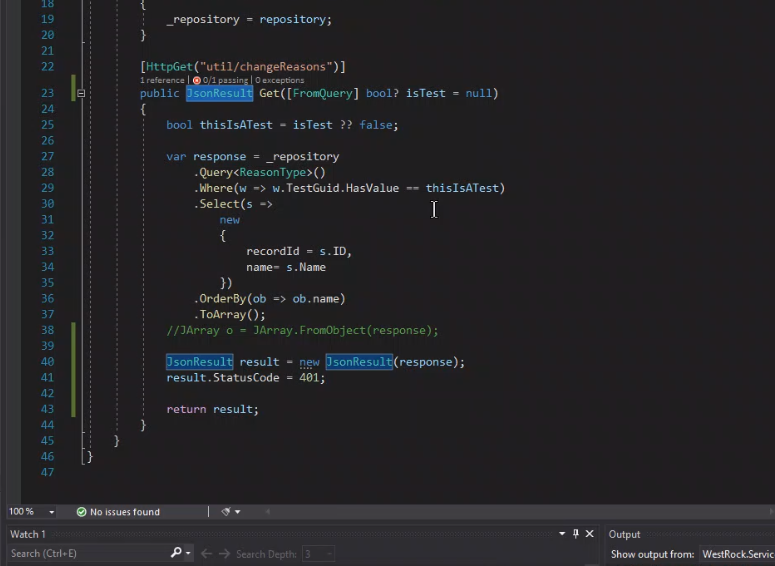 18 {
19 _repository = repository;
20 }
21
22 [HttpGet("util/changeReasons")]
1 reference | 0/1 passing | 0 exceptions
23 public JsonResult Get([FromQuery] bool? isTest = null)
24 {
25 bool thisIsATest = isTest ?? false;
26
27 var response = _repository
28 .Query<ReasonType>()
29 .Where(w => w.TestGuid.HasValue == thisIsATest)
30 .Select(s =>
31 new
32 {
33 recordId = s.ID,
34 name= s.Name
35 })
36 .OrderBy(ob => ob.name)
37 .ToArray();
38 //JArray o = JArray.FromObject(response);
39
40 JsonResult result = new JsonResult(response);
41 result.StatusCode = 401;
42
43 return result;
44 }
45 }
46 }
47
100 % No issues found
Watch 1 Output
Search (Ctrl+E) Search Depth: 3 Show output from: WestRock.Servic